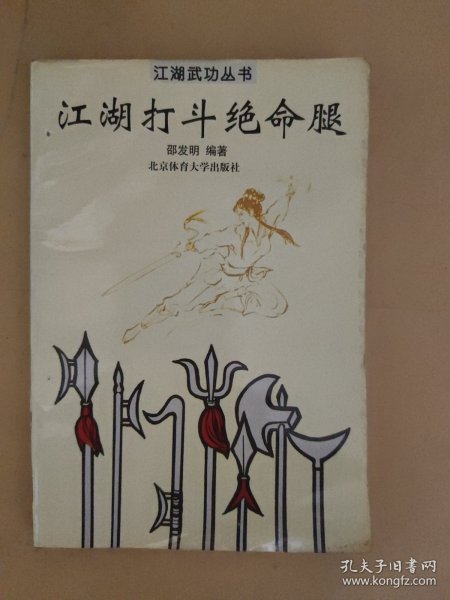 江湖武功丛书
江湖打斗绝命腿
邵发明 编著
北京体育大学出版社
孔夫子旧书网
www.kongfz.com